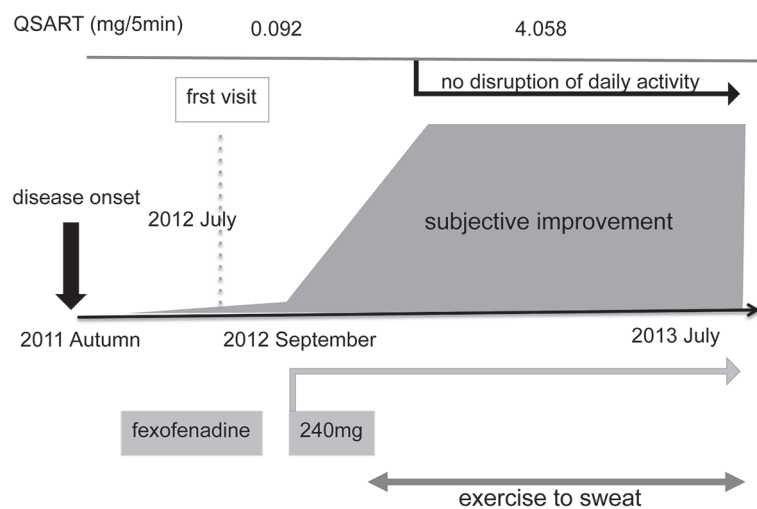 QSART (mg/5min) 0.092 4.058
no disruption of daily activity
frst visit
disease onset
2012 July
subjective improvement
2011 Autumn 2012 September 2013 July
fexofenadine 240mg
exercise to sweat